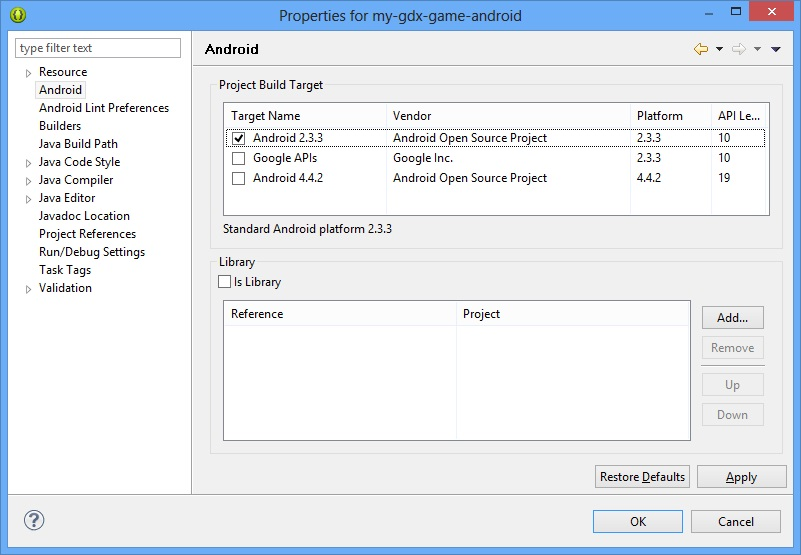 Properties for my-gdx-game-android
type filter text
Resource
Android
Android Lint Preferences
Builders
Java Build Path
Java Code Style
Java Compiler
Java Editor
Javadoc Location
Project References
Run/Debug Settings
Task Tags
Validation
Android
Project Build Target
Target Name Vendor Platform API Le...
Android 2.3.3 Android Open Source Project 2.3.3 10
Google APIs Google Inc. 2.3.3 10
Android 4.4.2 Android Open Source Project 4.4.2 19
Standard Android platform 2.3.3
Library
Is Library
Reference Project
Add...
Remove
Up
Down
Restore Defaults Apply
? OK Cancel